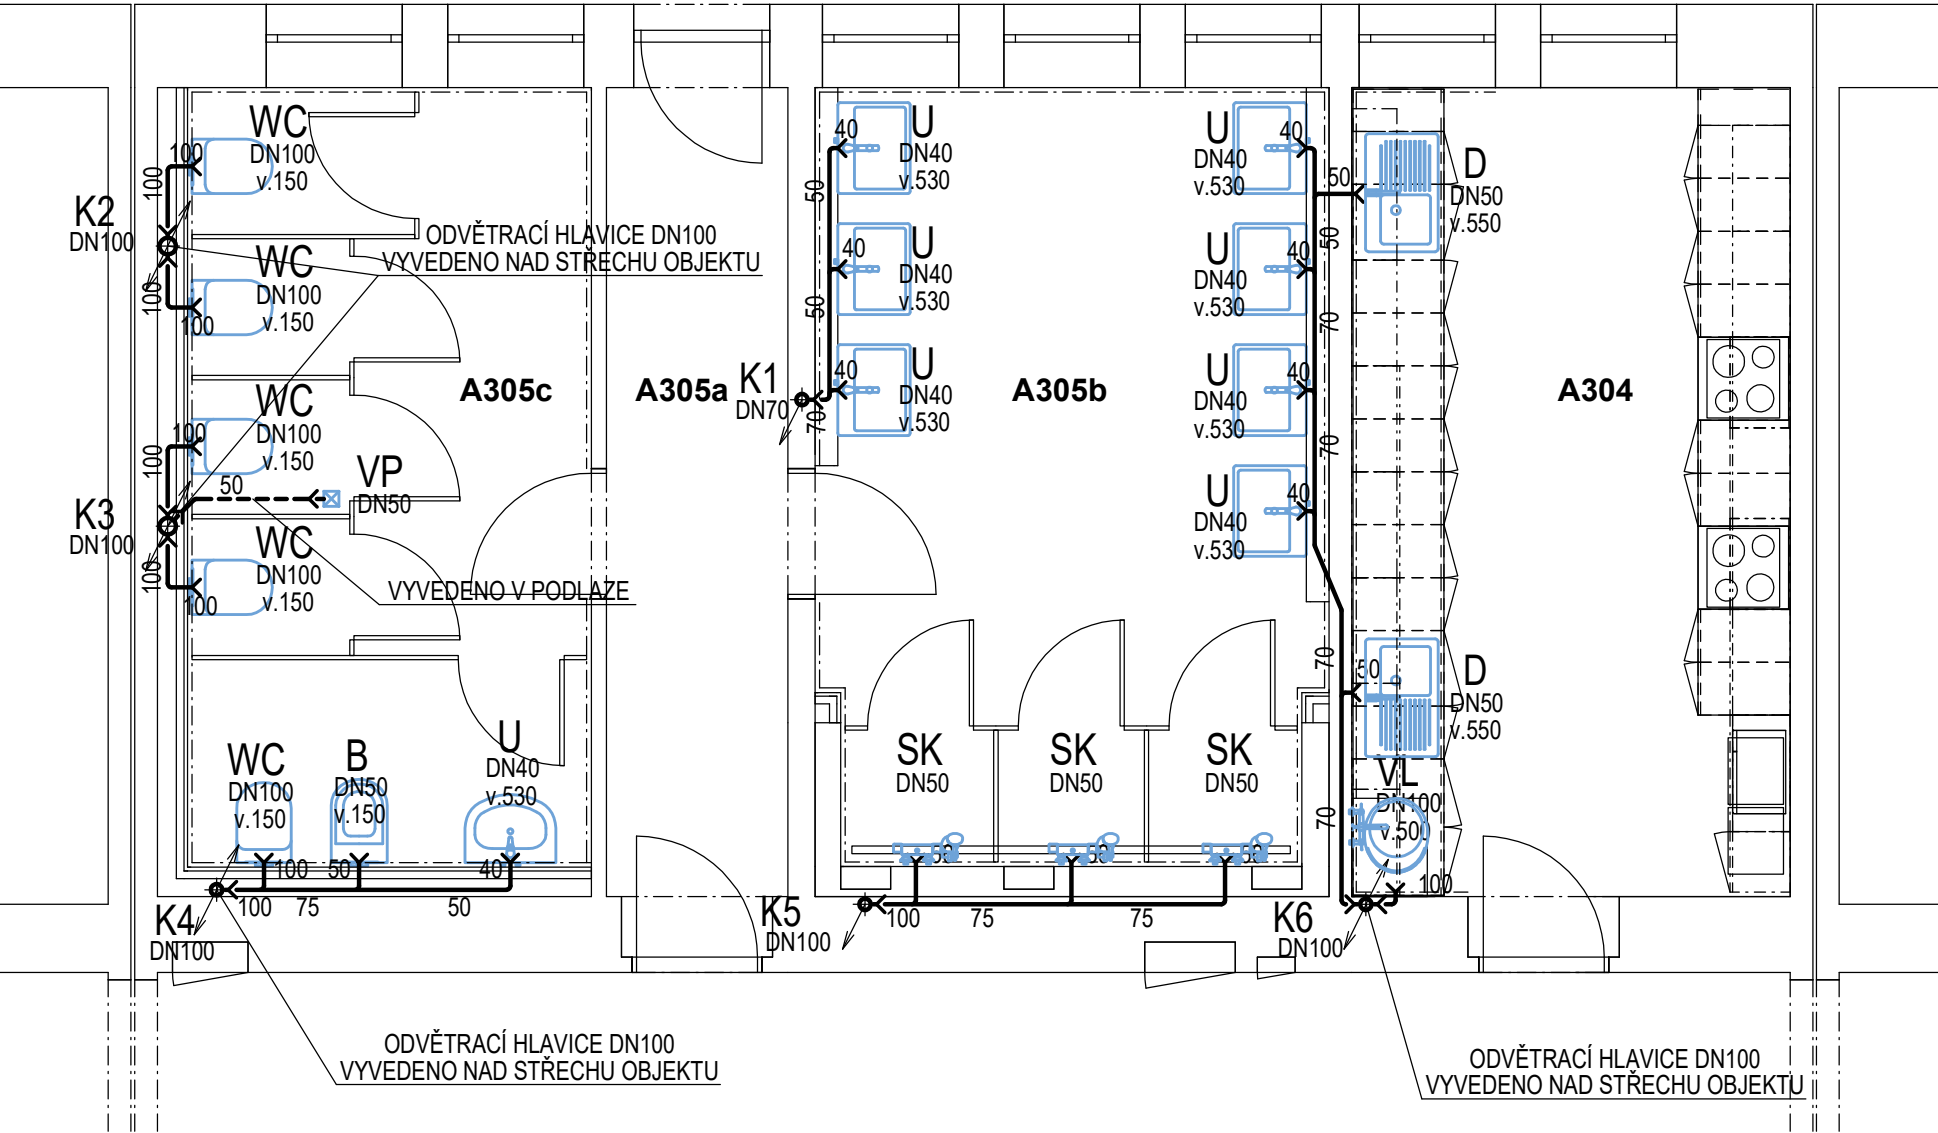 WC
DN100
v.150
100
100
K2
DN100
ODVĚTRACÍ HLAVICE DN100
VYVEDENO NAD STŘECHU OBJEKTU
WC
DN100
v.150
100
100
WC
DN100
v.150
100
100
A305c
A305a
VP
DN50
50
K3
DN100
WC
DN100
v.150
100
100
VYVEDENO V PODLAZE
WC
DN100
v.150
B
DN50
v.150
U
DN40
v.530
100
50
40
100
75
50
K4
DN100
ODVĚTRACÍ HLAVICE DN100
VYVEDENO NAD STŘECHU OBJEKTU
U
DN40
v.530
40
50
U
DN40
v.530
40
50
U
DN40
v.530
40
K1
DN70
70
A305b
U
DN40
v.530
40
U
DN40
v.530
40
U
DN40
v.530
40
U
DN40
v.530
40
50
50
70
70
70
70
D
DN50
v.550
A304
D
DN50
v.550
50
VL
DN100
v.500
100
SK
DN50
SK
DN50
SK
DN50
50
50
50
K5
DN100
100
75
75
K6
DN100
ODVĚTRACÍ HLAVICE DN100
VYVEDENO NAD STŘECHU OBJEKTU